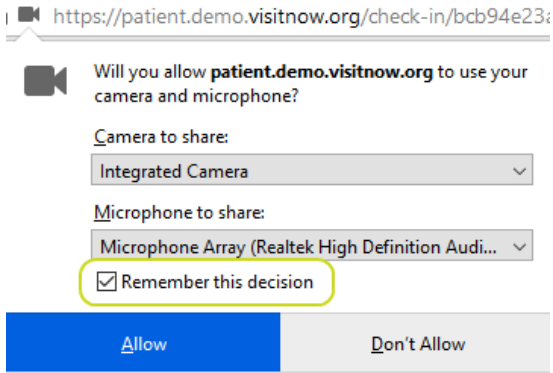 https://patient.demo.visitnow.org/check-in/bcb94e23a
Will you allow patient.demo.visitnow.org to use your
camera and microphone?
Camera to share:
Integrated Camera
Microphone to share:
Microphone Array (Realtek High Definition Audi...
Remember this decision
Allow
Don't Allow